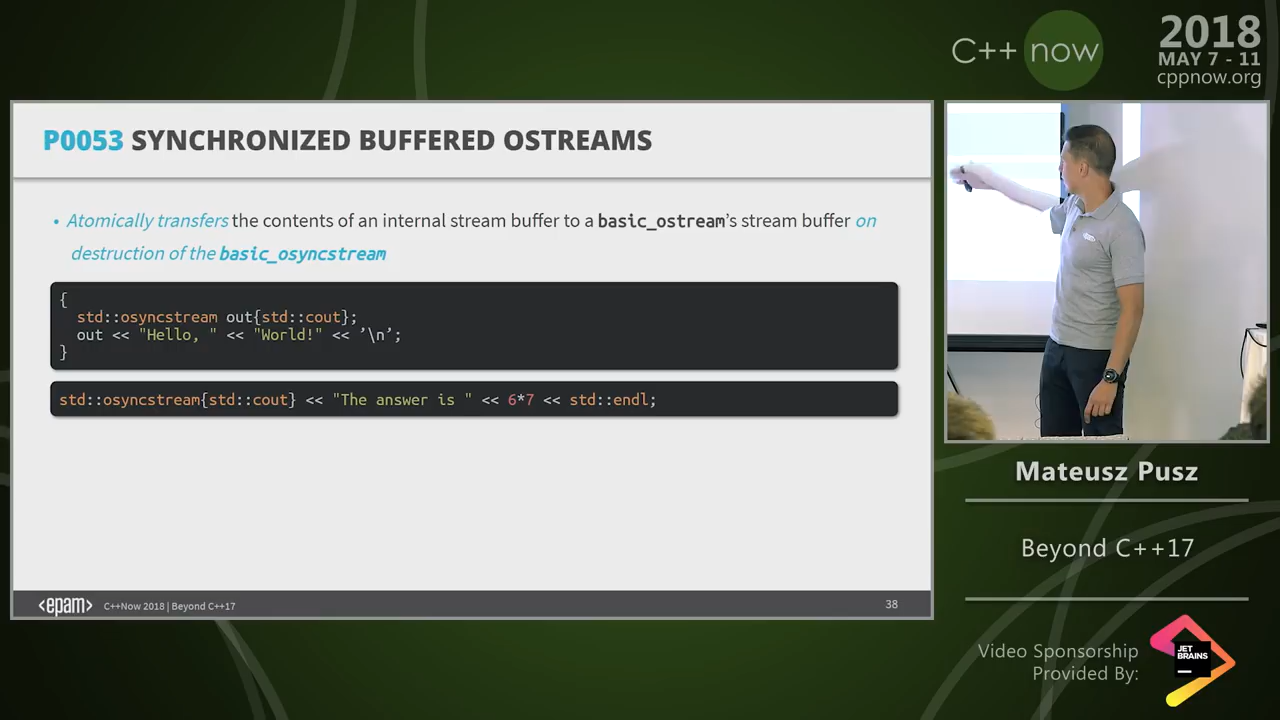 C++ now
2018
MAY 7 - 11
cppnow.org
P0053 SYNCHRONIZED BUFFERED OSTREAMS
• Atomically transfers the contents of an internal stream buffer to a basic_ostream's stream buffer on
destruction of the basic_osyncstream
{
std::osyncstream out{std::cout};
out << "Hello, " << "World!" << ’\n’;
}
std::osyncstream{std::cout} << "The answer is " << 6*7 << std::endl;
<epam> C++Now 2018 | Beyond C++17
38
Mateusz Pusz
Beyond C++17
Video Sponsorship
Provided By:
JET
BRAINS